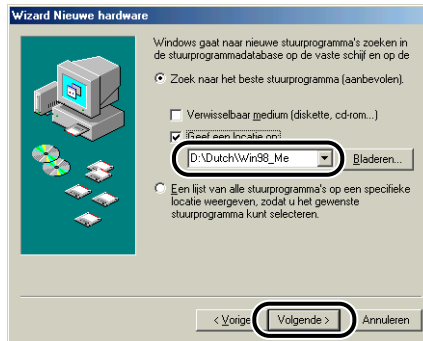 Wizard Nieuwe hardware
Windows gaat naar nieuwe stuurprogramma's zoeken in
de stuurprogrammadatabase op de vaste schijf en op de
Zoek naar het beste stuurprogramma (aanbevolen).
Verwisselbaar medium (diskette, cd-rom...)
Geef een locatie op:
D:\Dutch\Win98_Me
Bladeren...
Een lijst van alle stuurprogramma's op een specifieke
locatie weergeven, zodat u het gewenste
stuurprogramma kunt selecteren.
< Vorige
Volgende >
Annuleren